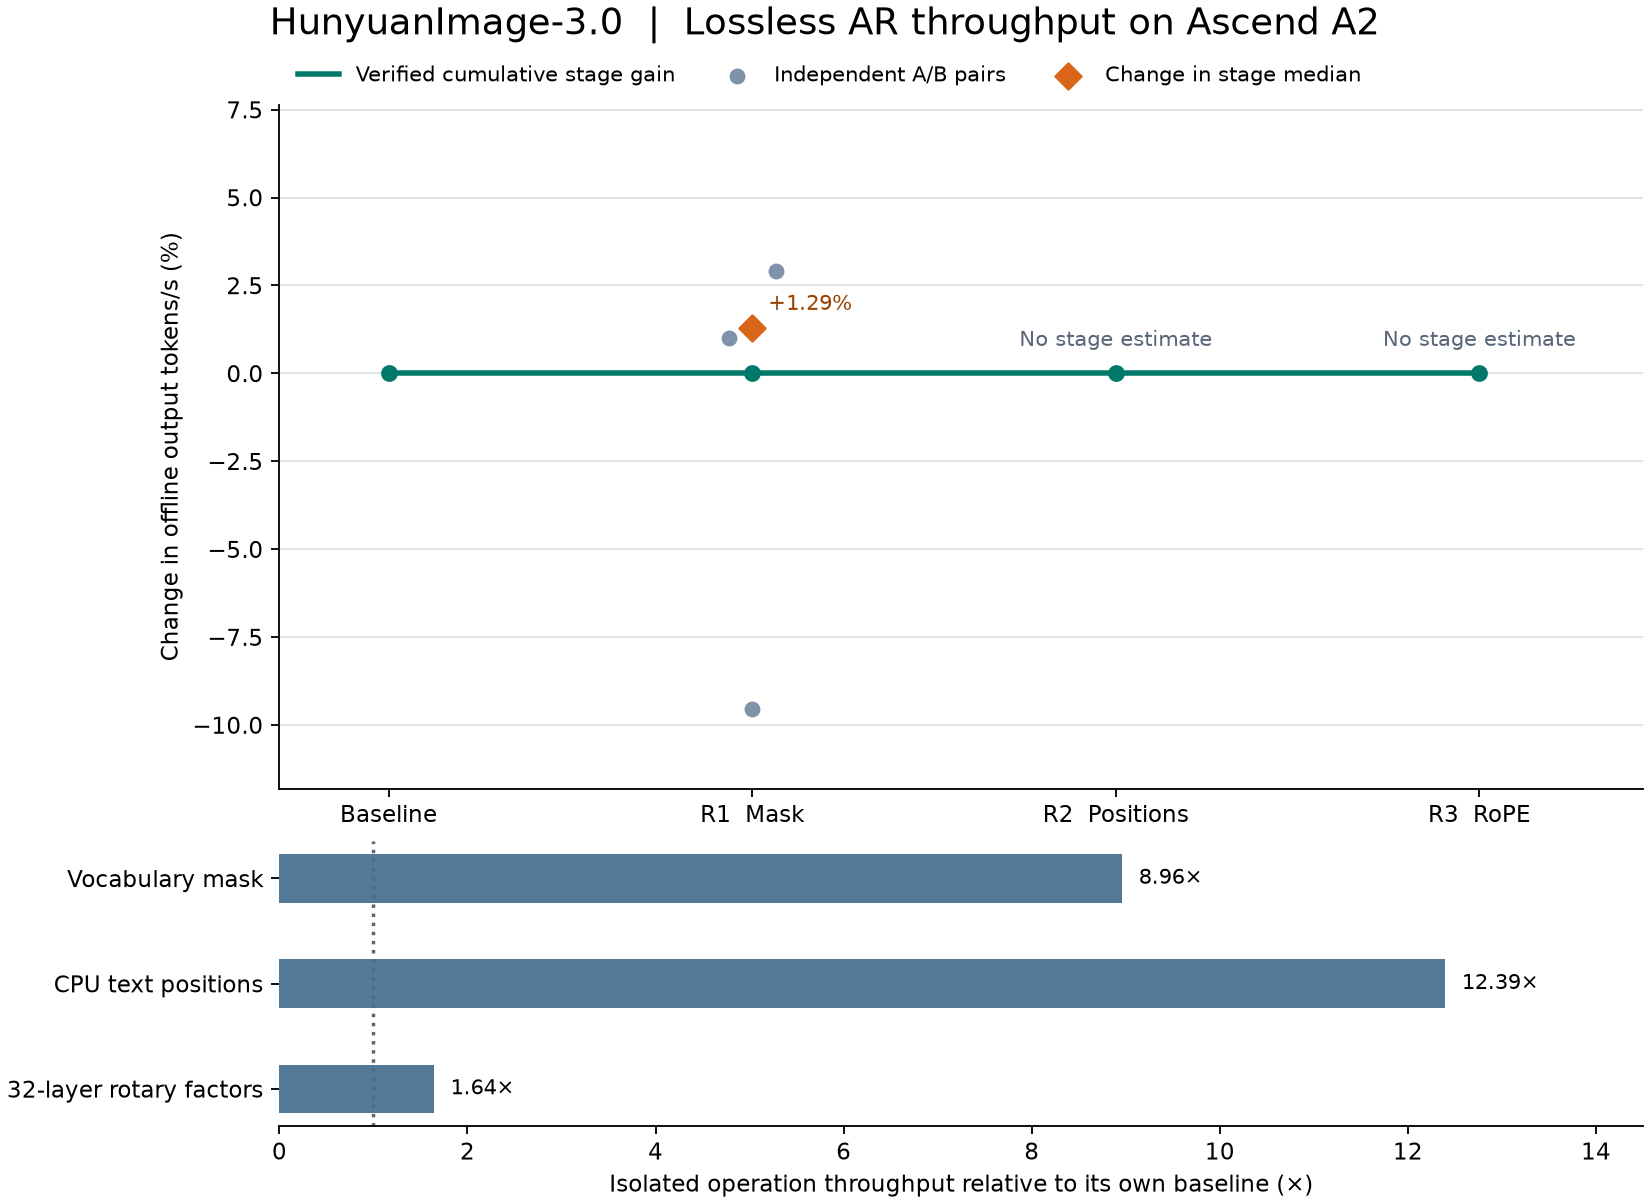 HunyuanImage-3.0 | Lossless AR throughput on Ascend A2
Verified cumulative stage gain
Independent A/B pairs
Change in stage median
Change in offline output tokens/s (%)
7.5
5.0
2.5
0.0
−2.5
−5.0
−7.5
−10.0
+1.29%
No stage estimate
No stage estimate
Baseline
R1 Mask
R2 Positions
R3 RoPE
Vocabulary mask
8.96×
CPU text positions
12.39×
32-layer rotary factors
1.64×
0
2
4
6
8
10
12
14
Isolated operation throughput relative to its own baseline (×)